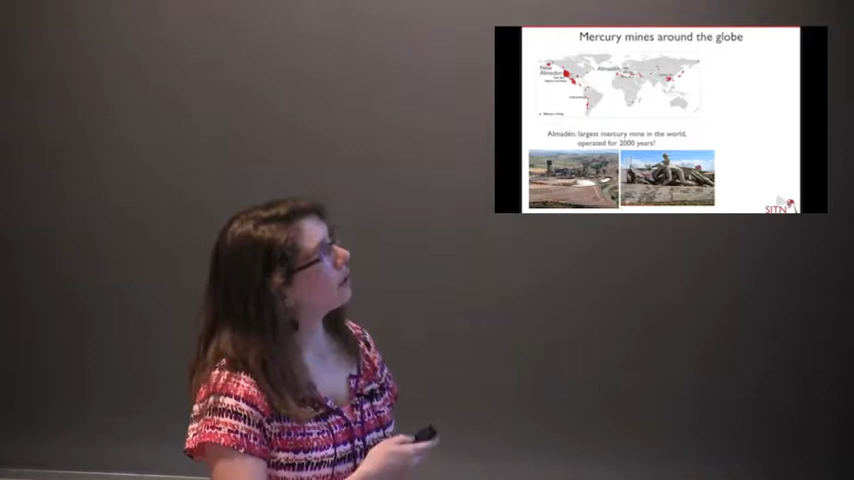 Mercury mines around the globe
New
Almadén
Almadén
Almadén: largest mercury mine in the world,
operated for 2000 years!
SITN